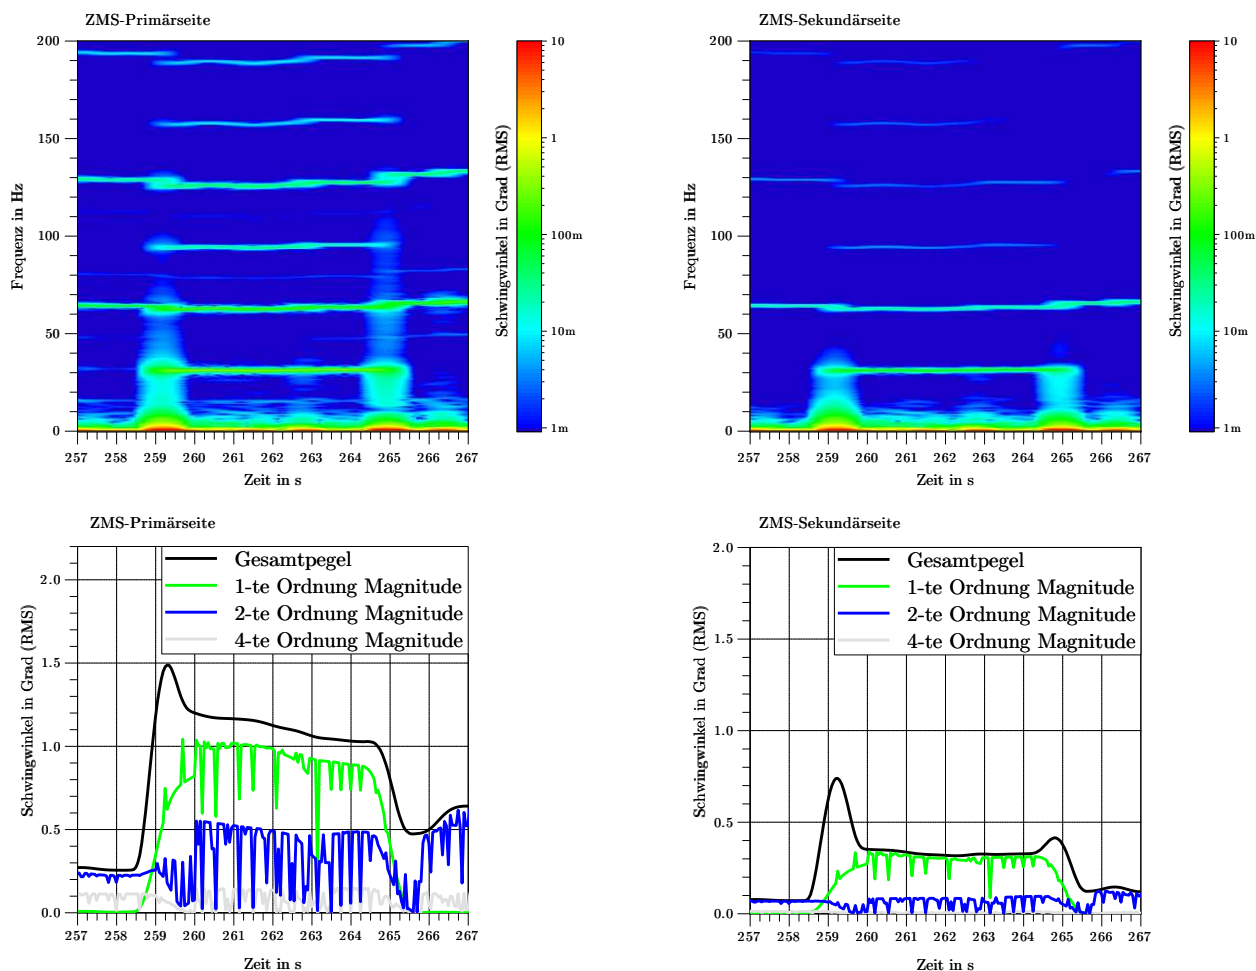 ZMS-Primärseite
200
150
100
50
0
Frequenz in Hz
257 258 259 260 261 262 263 264 265 266 267
Zeit in s
10
1
100m
10m
1m
Schwingwinkel in Grad (RMS)
ZMS-Sekundärseite
200
150
100
50
0
Frequenz in Hz
257 258 259 260 261 262 263 264 265 266 267
Zeit in s
10
1
100m
10m
1m
Schwingwinkel in Grad (RMS)
ZMS-Primärseite
Gesamtpegel
1-te Ordnung Magnitude
2-te Ordnung Magnitude
4-te Ordnung Magnitude
2.0
1.5
1.0
0.5
0.0
Schwingwinkel in Grad (RMS)
257 258 259 260 261 262 263 264 265 266 267
Zeit in s
ZMS-Sekundärseite
Gesamtpegel
1-te Ordnung Magnitude
2-te Ordnung Magnitude
4-te Ordnung Magnitude
2.0
1.5
1.0
0.5
0.0
Schwingwinkel in Grad (RMS)
257 258 259 260 261 262 263 264 265 266 267
Zeit in s